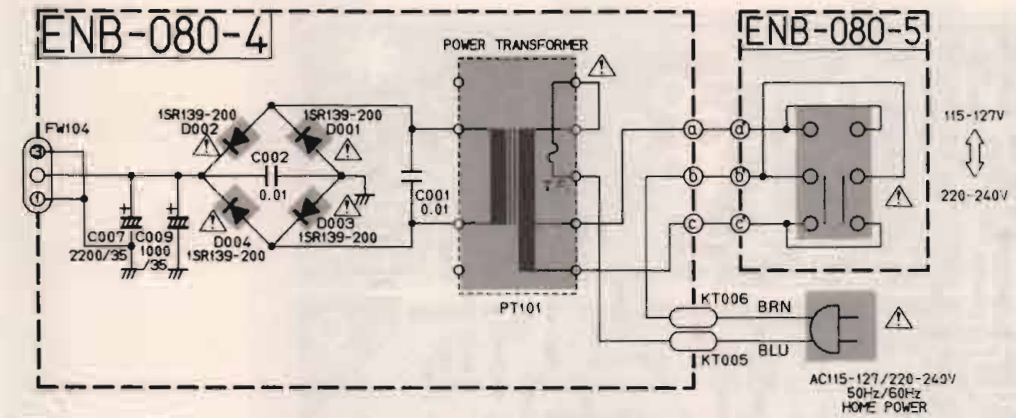 ENB-080-4
ENB-080-5
POWER TRANSFORMER
FW104
1SR139-200
D002
1SR139-200
D001
C002
0.01
C001
0.01
D004
1SR139-200
D003
1SR139-200
C007
2200/35
C009
1000
/35
3
1
T.F.
PT101
a
b
c
a'
b'
c'
115-127V
220-240V
KT006
BRN
KT005
BLU
AC115-127/220-240V
50Hz/60Hz
HOME POWER